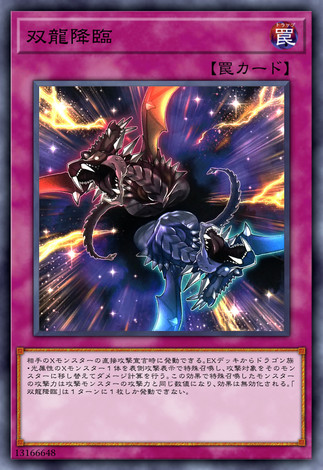 双龍降臨
トラップ
罠
【罠カード】
相手のXモンスターの直接攻撃宣言時に発動できる。EXデッキからドラゴン族
・光属性のXモンスター1体を表側攻撃表示で特殊召喚し、攻撃対象をそのモン
スターに移し替えてダメージ計算を行う。この効果で特殊召喚したモンスター
の攻撃力は攻撃モンスターの攻撃力と同じ数値になり、効果は無効化される。「
双龍降臨」は1ターンに1枚しか発動できない。
13166648